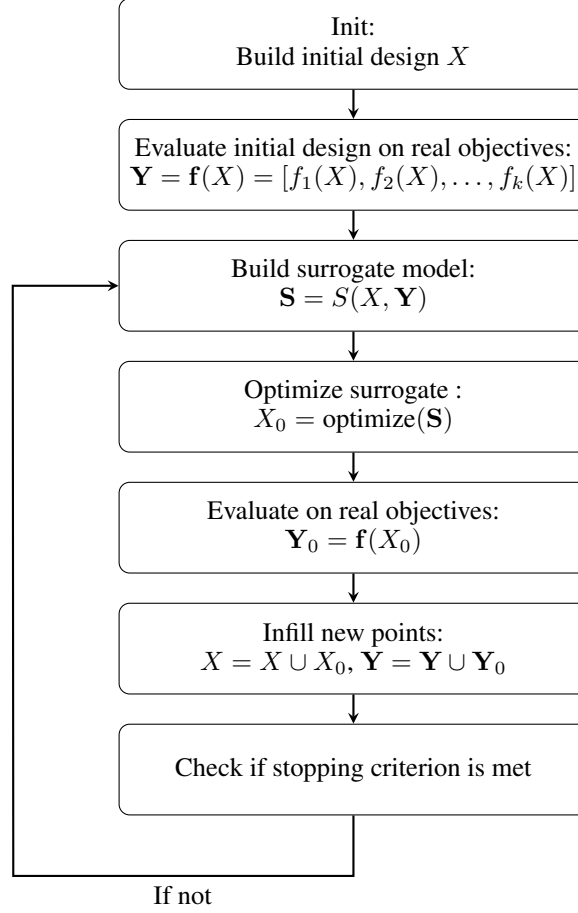 Init:
Build initial design X
Evaluate initial design on real objectives:
𝐘 = 𝐟(X) = [f₁(X), f₂(X), . . . , fₖ(X)]
Build surrogate model:
𝐒 = S(X, 𝐘)
Optimize surrogate :
X₀ = optimize(𝐒)
Evaluate on real objectives:
𝐘₀ = 𝐟(X₀)
Infill new points:
X = X ∪ X₀, 𝐘 = 𝐘 ∪ 𝐘₀
Check if stopping criterion is met
If not